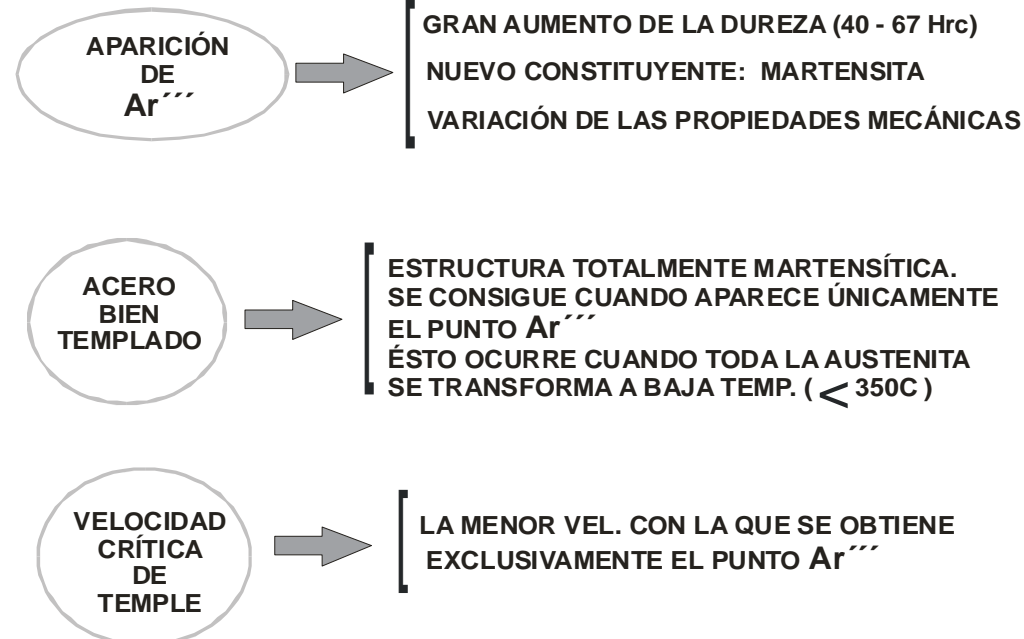 APARICIÓN
DE
Ar´´´
GRAN AUMENTO DE LA DUREZA (40 - 67 Hrc)
NUEVO CONSTITUYENTE: MARTENSITA
VARIACIÓN DE LAS PROPIEDADES MECÁNICAS
ACERO
BIEN
TEMPLADO
ESTRUCTURA TOTALMENTE MARTENSÍTICA.
SE CONSIGUE CUANDO APARECE ÚNICAMENTE
EL PUNTO Ar´´´
ÉSTO OCURRE CUANDO TODA LA AUSTENITA
SE TRANSFORMA A BAJA TEMP. ( < 350C )
VELOCIDAD
CRÍTICA
DE
TEMPLE
LA MENOR VEL. CON LA QUE SE OBTIENE
EXCLUSIVAMENTE EL PUNTO Ar´´´